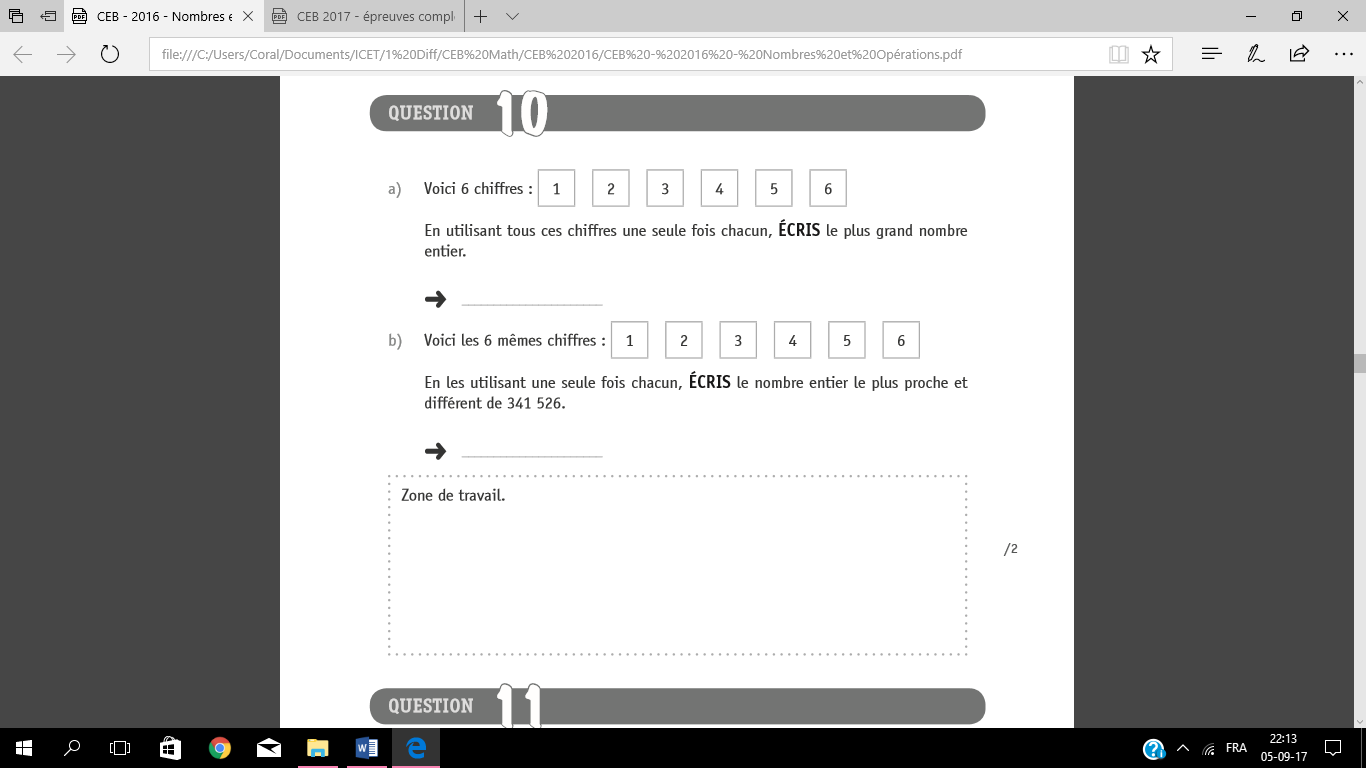 CEB - 2016 - Nombres e
CEB 2017 - épreuves compl
file:///C:/Users/Coral/Documents/ICET/1%20Diff/CEB%20Math/CEB%202016/CEB%20-%202016%20-%20Nombres%20et%20Opérations.pdf
QUESTION 10
a) Voici 6 chiffres : 1 2 3 4 5 6
En utilisant tous ces chiffres une seule fois chacun, ÉCRIS le plus grand nombre
entier.
b) Voici les 6 mêmes chiffres : 1 2 3 4 5 6
En les utilisant une seule fois chacun, ÉCRIS le nombre entier le plus proche et
différent de 341 526.
Zone de travail.
/2
QUESTION 11
FRA
22:13
05-09-17